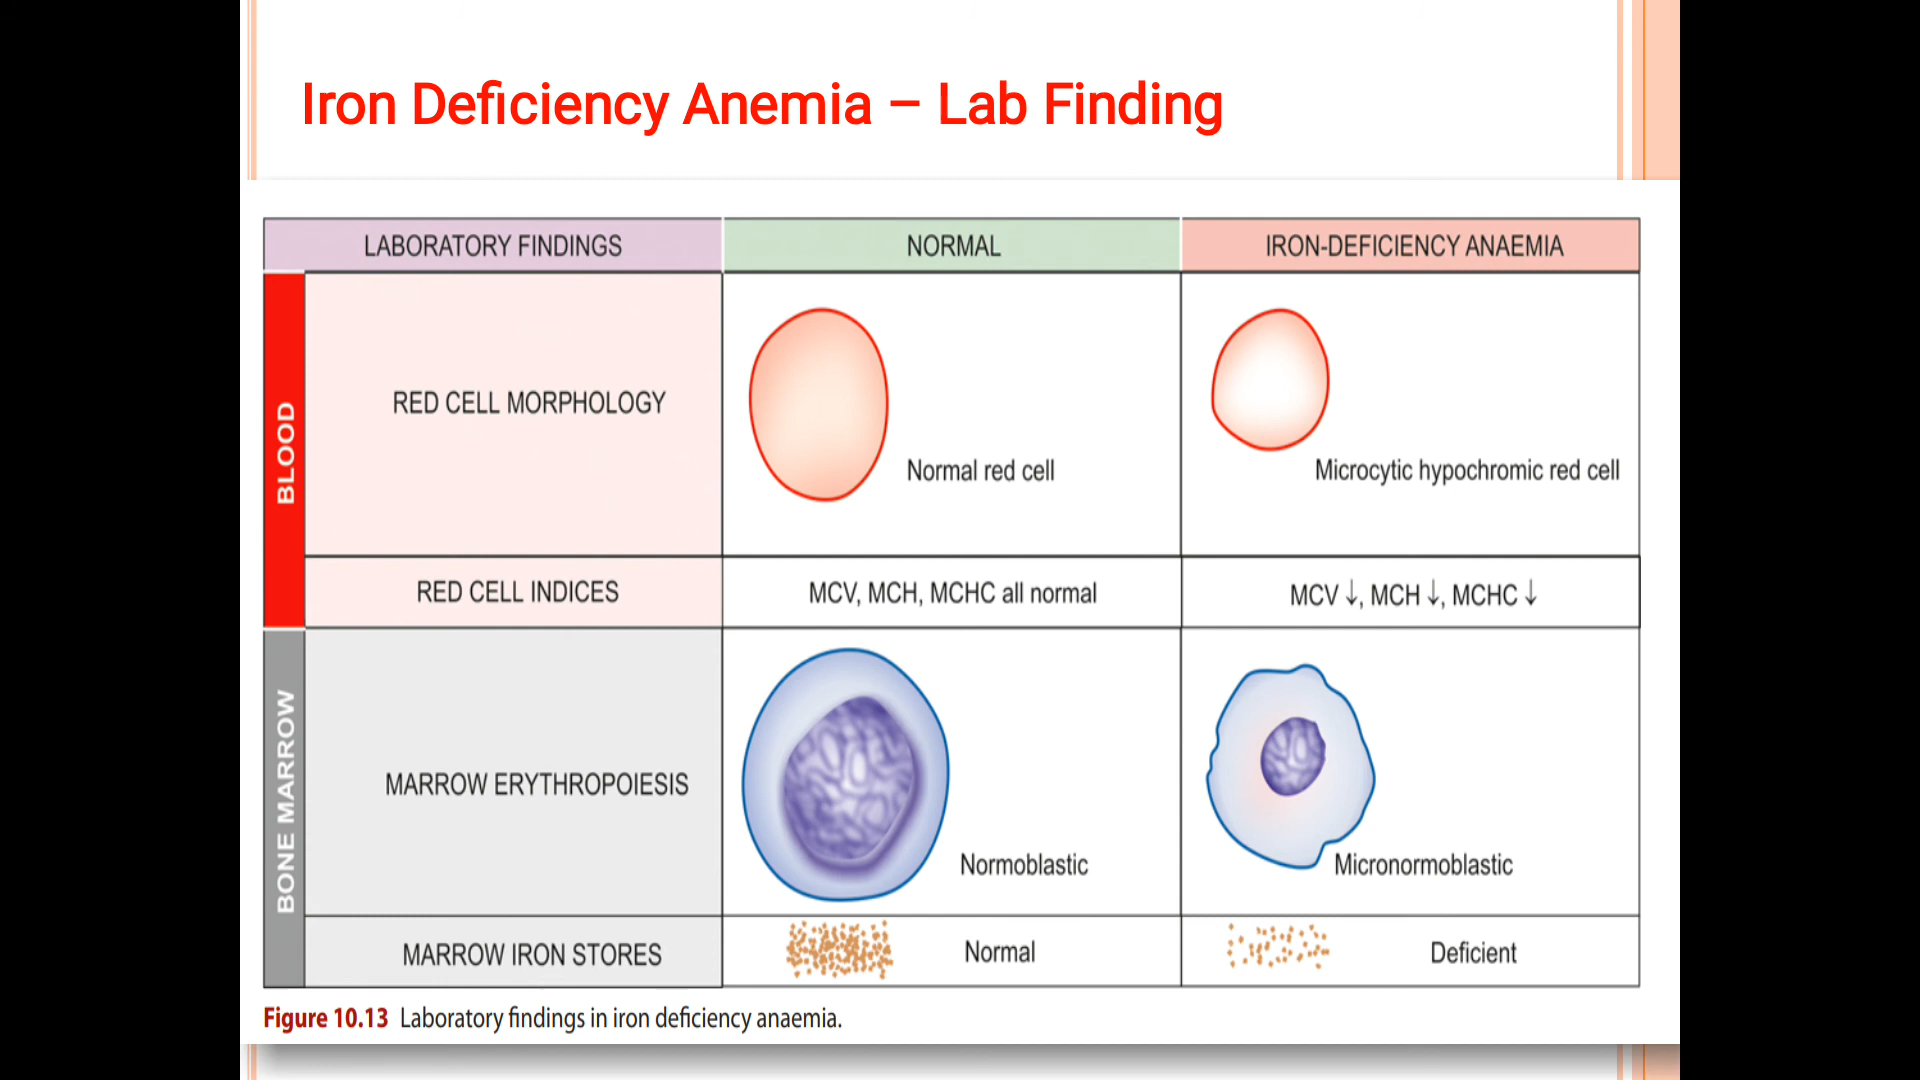 Iron Deficiency Anemia – Lab Finding
LABORATORY FINDINGS NORMAL IRON-DEFICIENCY ANAEMIA
BLOOD
RED CELL MORPHOLOGY
Normal red cell
Microcytic hypochromic red cell
RED CELL INDICES MCV, MCH, MCHC all normal MCV ↓, MCH ↓, MCHC ↓
BONE MARROW
MARROW ERYTHROPOIESIS
Normoblastic
Micronormoblastic
MARROW IRON STORES Normal Deficient
Figure 10.13 Laboratory findings in iron deficiency anaemia.